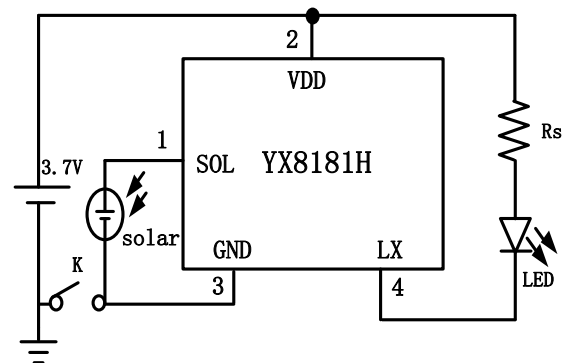 2
VDD
1
SOL YX8181H
Rs
3.7V
solar
GND LX
K
3
4
LED